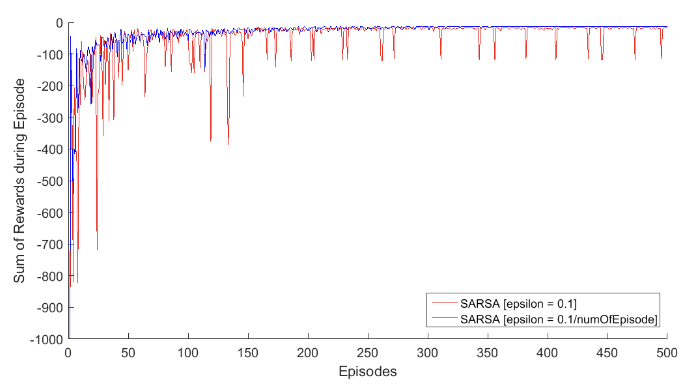 0
-100
-200
-300
-400
-500
-600
-700
-800
-900
-1000
Sum of Rewards during Episode
0 50 100 150 200 250 300 350 400 450 500
Episodes
SARSA [epsilon = 0.1]
SARSA [epsilon = 0.1/numOfEpisode]